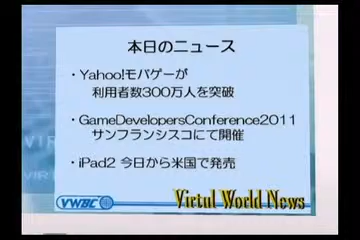 本日のニュース
・Yahoo!モバゲーが
利用者数300万人を突破
・GameDevelopersConference2011
サンフランシスコにて開催
・iPad2 今日から米国で発売
VWBC
Virtul World News